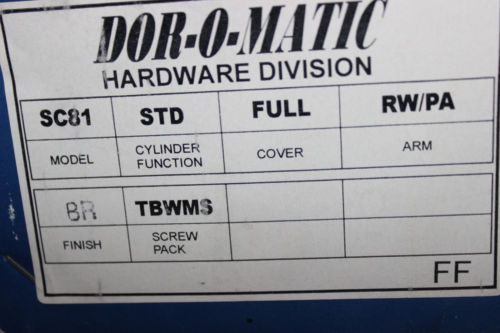 DOR-O-MATIC
HARDWARE DIVISION
SC81 STD FULL RW/PA
MODEL CYLINDER FUNCTION COVER ARM
BR TBWMS
FINISH SCREW PACK
FF